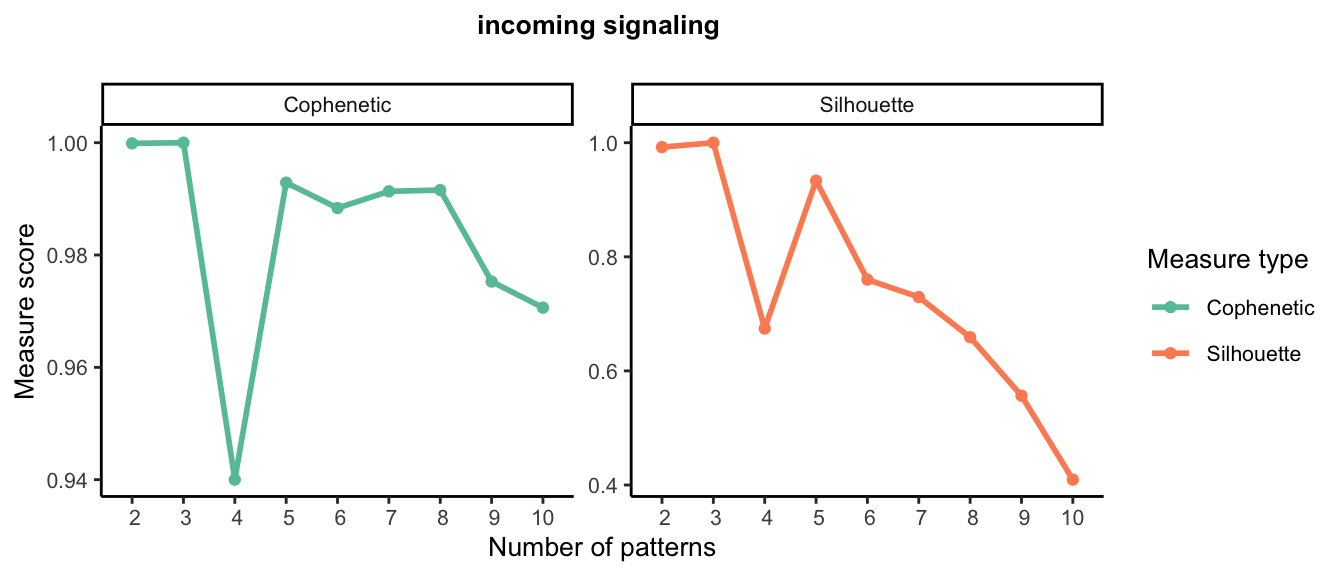 incoming signaling
Cophenetic
Silhouette
Measure score
1.00
0.98
0.96
0.94
2 3 4 5 6 7 8 9 10
1.0
0.8
0.6
0.4
2 3 4 5 6 7 8 9 10
Number of patterns
Measure type
Cophenetic
Silhouette